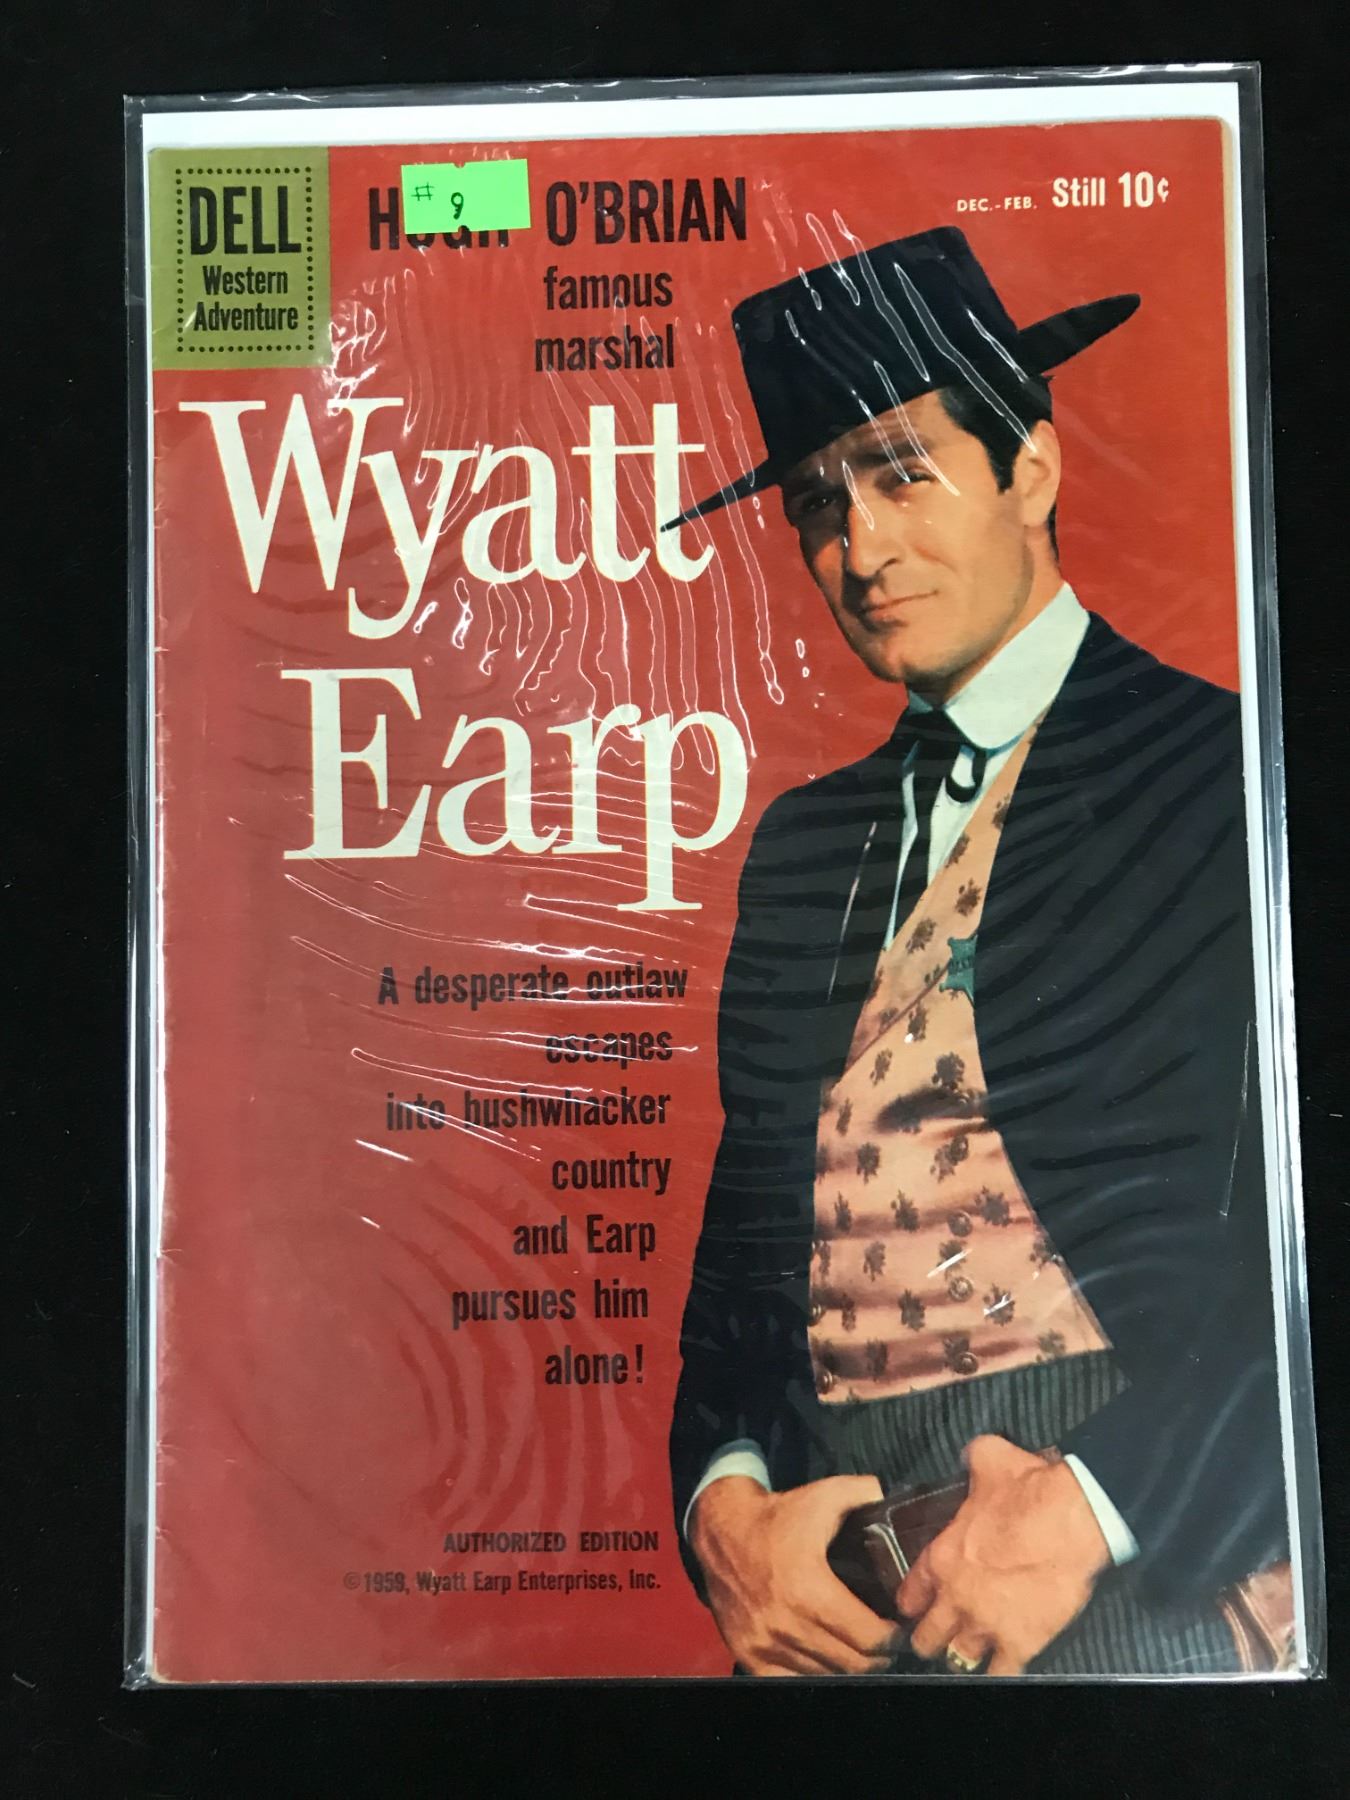 DELL
Western
Adventure
# 9
O'BRIAN
famous
marshal
DEC.-FEB. Still 10¢
Wyatt
Earp
A desperate outlaw
escapes
into bushwhacker
country
and Earp
pursues him
alone!
AUTHORIZED EDITION
© 1959, Wyatt Earp Enterprises, Inc.